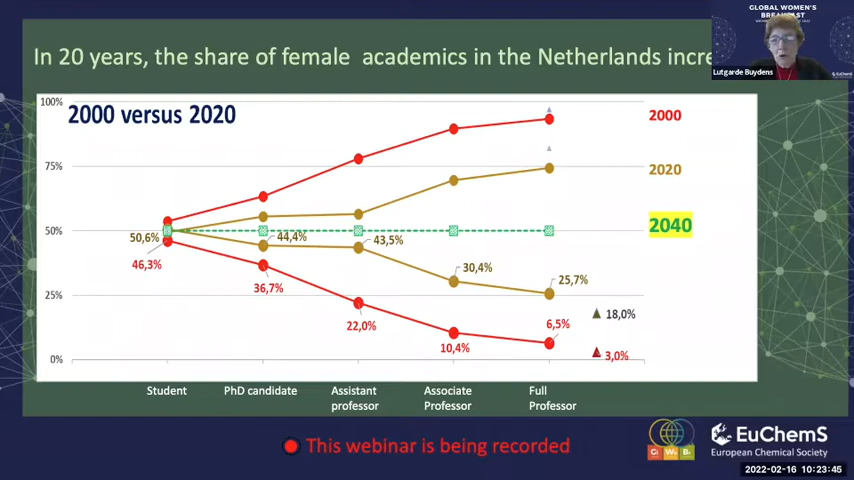 GLOBAL WOMEN'S
BREAKFAST
Lutgarde Buydens
EuChemS
In 20 years, the share of female academics in the Netherlands incre
2000 versus 2020
100%
75%
50%
25%
0%
2000
2020
2040
50,6%
44,4%
43,5%
30,4%
25,7%
46,3%
36,7%
22,0%
10,4%
6,5%
18,0%
3,0%
Student
PhD candidate
Assistant
professor
Associate
Professor
Full
Professor
This webinar is being recorded
G W B
EuChemS
European Chemical Society
2022-02-16 10:23:45